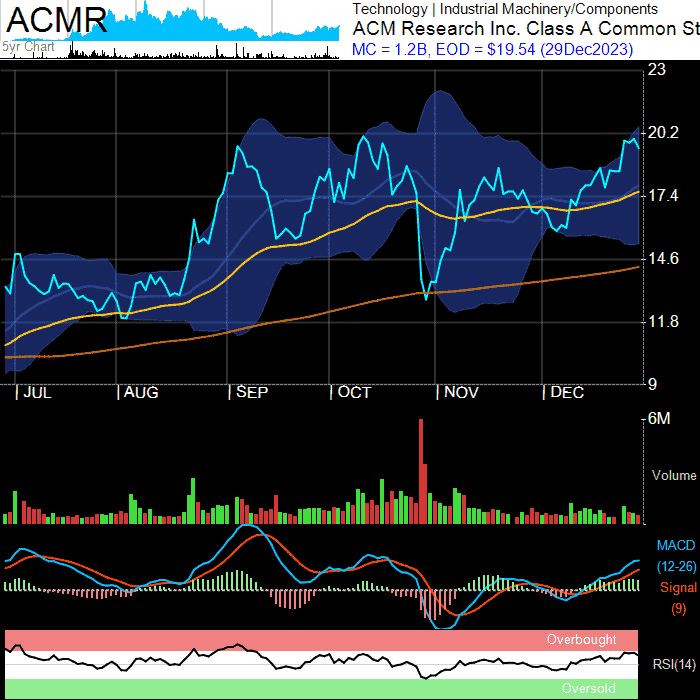 ACMR
5yr Chart
Technology | Industrial Machinery/Components
ACM Research Inc. Class A Common St
MC = 1.2B, EOD = $19.54 (29Dec2023)
23
20.2
17.4
14.6
11.8
9
JUL AUG SEP OCT NOV DEC
6M
Volume
MACD
(12-26)
Signal
(9)
Overbought
RSI(14)
Oversold